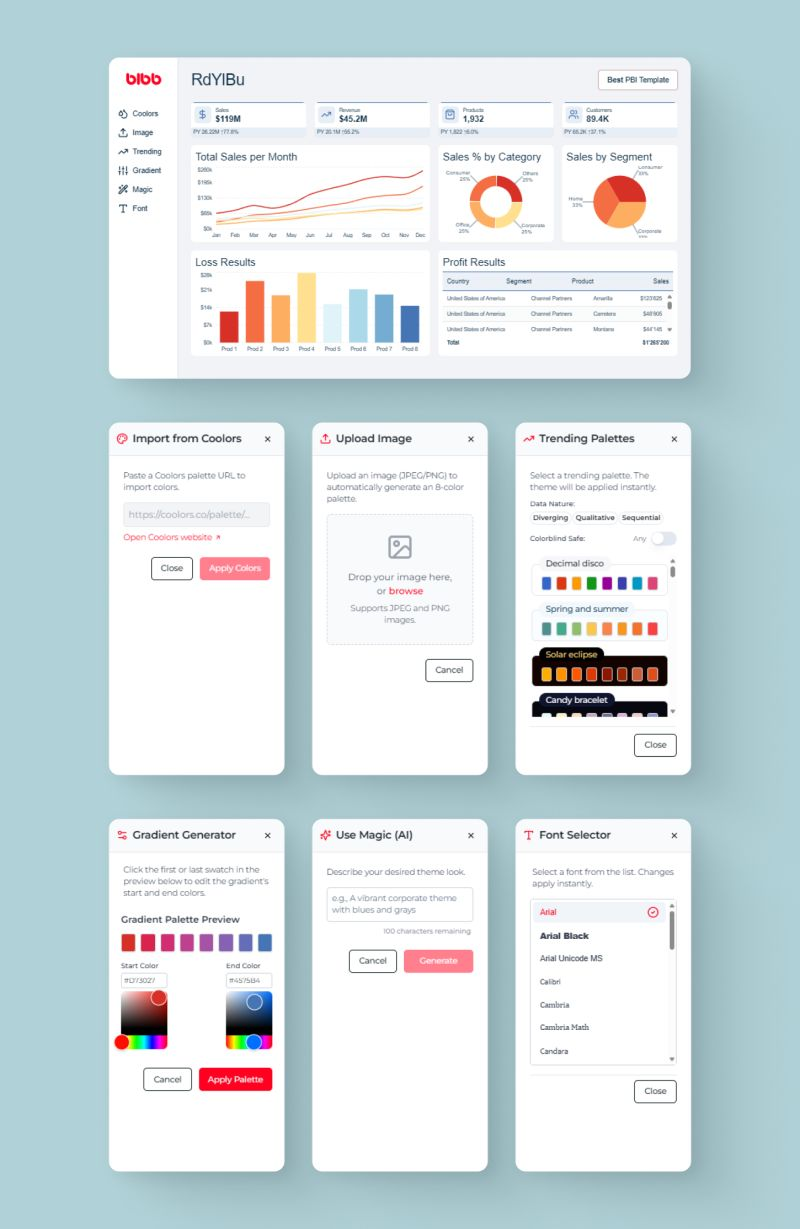 bibb
Coolors
Image
Trending
Gradient
Magic
Font
RdYlBu
Best PBI Template
Sales
$119M
PY 26.22M ↑77.8%
Revenue
$45.2M
PY 20.1M ↑55.2%
Products
1,932
PY 1,822 ↑6.0%
Customers
89.4K
PY 65.2K ↑37.1%
Total Sales per Month
$260k
$195k
$130k
$65k
$0k
Jan Feb Mar Apr May Jun Jul Aug Sep Oct Nov Dec
Sales % by Category
Consumer
25%
Others
25%
Office
25%
Corporate
25%
Sales by Segment
Consumer
33%
Home
33%
Corporate
33%
Loss Results
$28k
$21k
$14k
$7k
$0k
Prod 1 Prod 2 Prod 3 Prod 4 Prod 5 Prod 6 Prod 7 Prod 8
Profit Results
Country Segment Product Sales
United States of America Channel Partners Amarilla $123'625
United States of America Channel Partners Carretera $48'905
United States of America Channel Partners Montana $44'145
Total $1'263'200
Import from Coolors
Paste a Coolors palette URL to
import colors.
https://coolors.co/palette/...
Open Coolors website
Close
Apply Colors
Upload Image
Upload an image (JPEG/PNG) to
automatically generate an 8-color
palette.
Drop your image here,
or browse
Supports JPEG and PNG
images.
Cancel
Trending Palettes
Select a trending palette. The
theme will be applied instantly.
Data Nature:
Diverging Qualitative Sequential
Colorblind Safe: Any
Decimal disco
Spring and summer
Solar eclipse
Candy bracelet
Close
Gradient Generator
Click the first or last swatch in the
preview below to edit the gradient's
start and end colors.
Gradient Palette Preview
Start Color
#D73027
End Color
#4575B4
Cancel
Apply Palette
Use Magic (AI)
Describe your desired theme look.
e.g., A vibrant corporate theme
with blues and grays
100 characters remaining
Cancel
Generate
Font Selector
Select a font from the list. Changes
apply instantly.
Arial
Arial Black
Arial Unicode MS
Calibri
Cambria
Cambria Math
Candara
Close